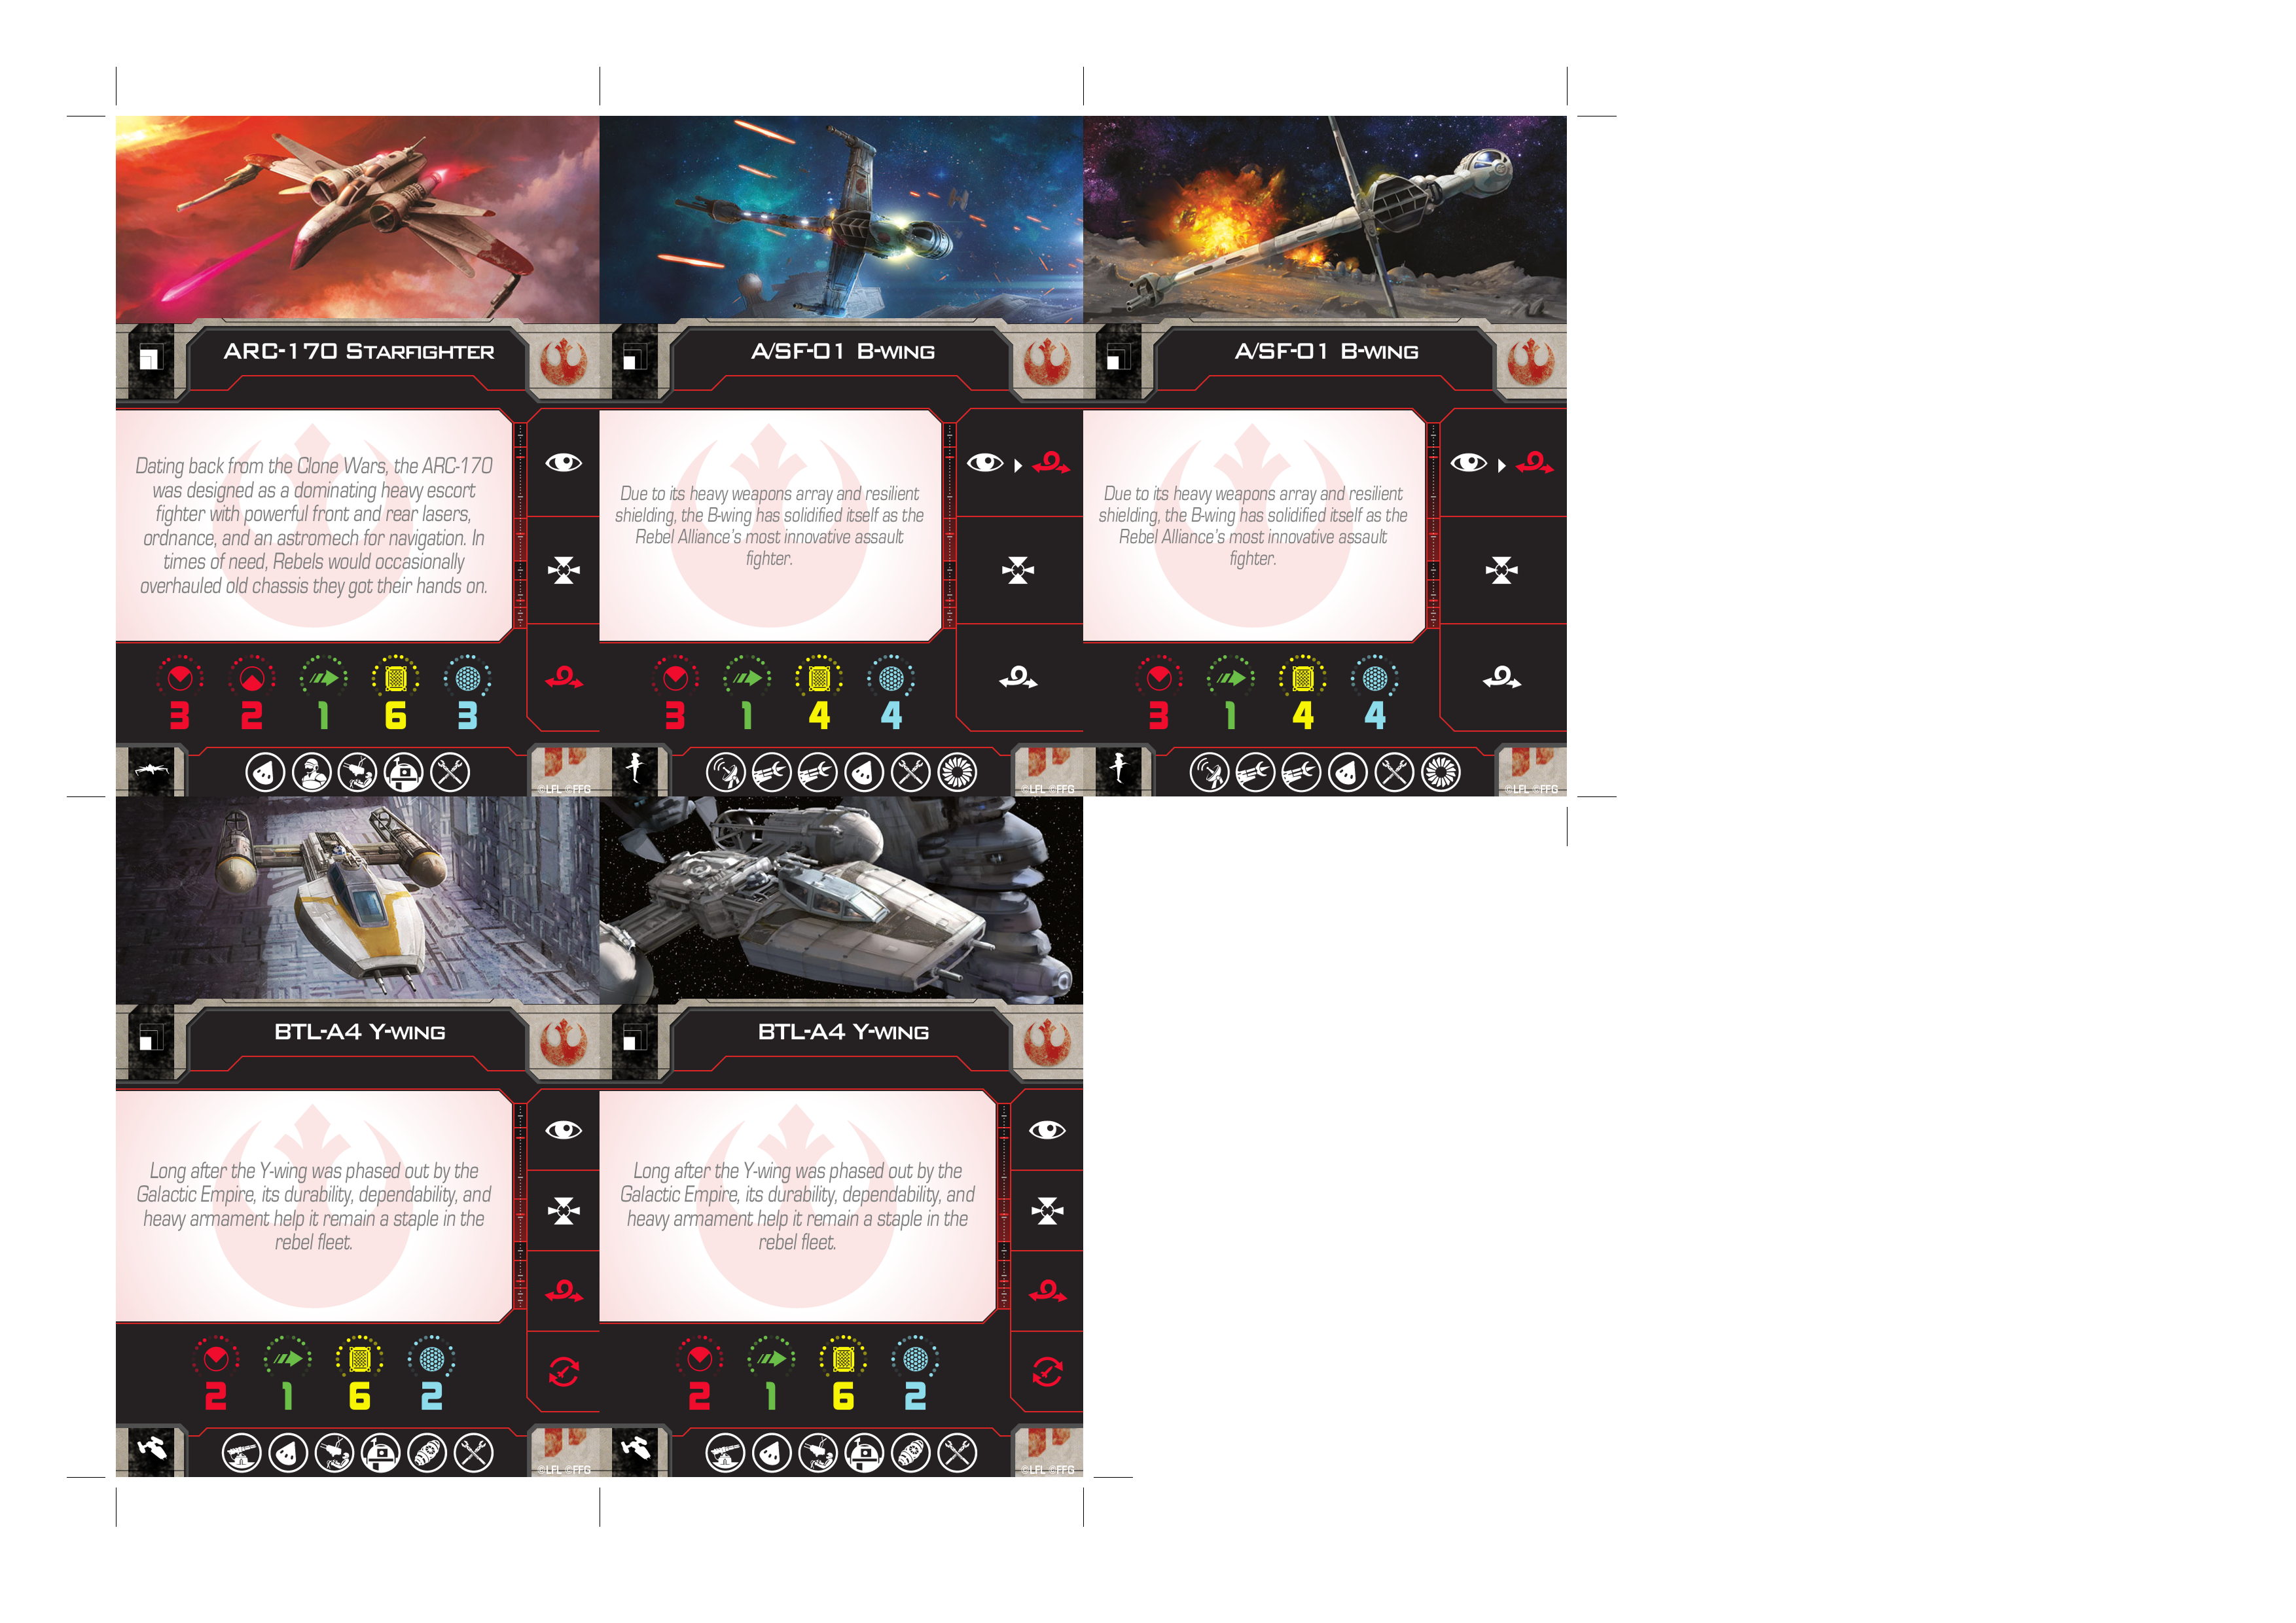 ARC-170 STARFIGHTER
Dating back from the Clone Wars, the ARC-170
was designed as a dominating heavy escort
fighter with powerful front and rear lasers,
ordnance, and an astromech for navigation. In
times of need, Rebels would occasionally
overhauled old chassis they got their hands on.
3 2 1 6 3
©LFL ©FFG
A/SF-01 B-WING
Due to its heavy weapons array and resilient
shielding, the B-wing has solidified itself as the
Rebel Alliance's most innovative assault
fighter.
3 1 4 4
©LFL ©FFG
A/SF-01 B-WING
Due to its heavy weapons array and resilient
shielding, the B-wing has solidified itself as the
Rebel Alliance's most innovative assault
fighter.
3 1 4 4
©LFL ©FFG
BTL-A4 Y-WING
Long after the Y-wing was phased out by the
Galactic Empire, its durability, dependability, and
heavy armament help it remain a staple in the
rebel fleet.
2 1 6 2
©LFL ©FFG
BTL-A4 Y-WING
Long after the Y-wing was phased out by the
Galactic Empire, its durability, dependability, and
heavy armament help it remain a staple in the
rebel fleet.
2 1 6 2
©LFL ©FFG